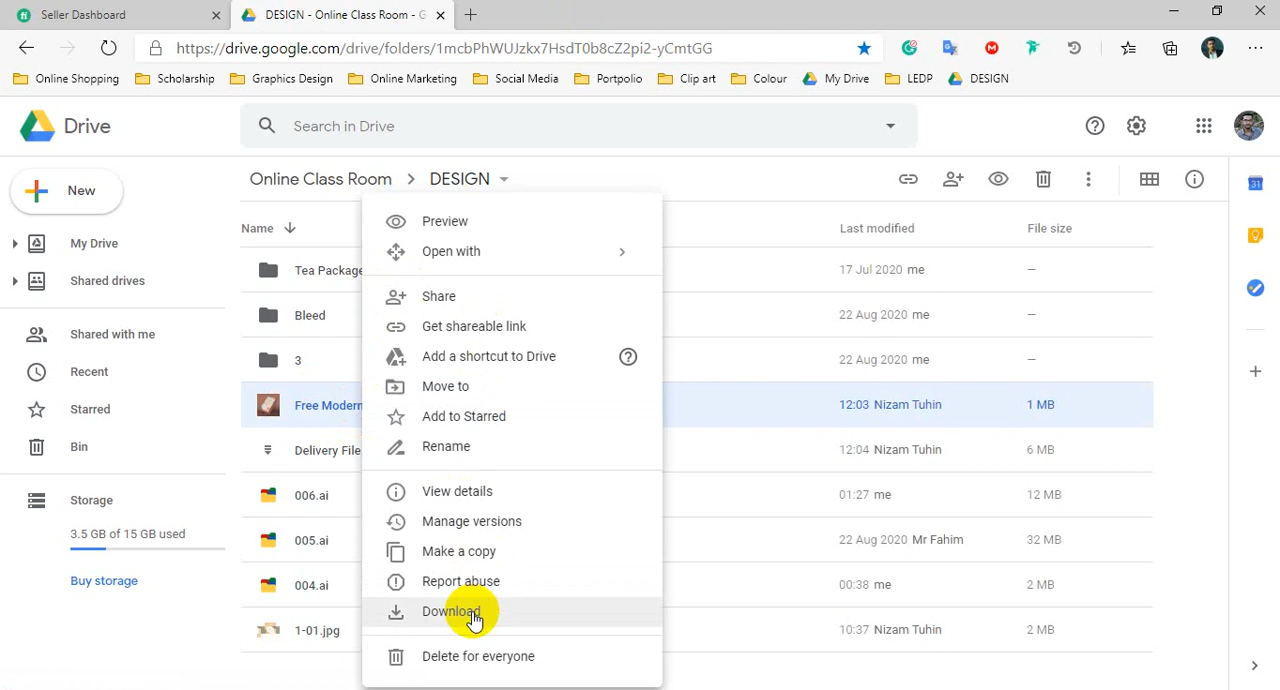 Seller Dashboard
DESIGN - Online Class Room - G
https://drive.google.com/drive/folders/1mcbPhWUJzkx7HsdT0b8cZ2pi2-yCmtGG
Online Shopping
Scholarship
Graphics Design
Online Marketing
Social Media
Portpolio
Clip art
Colour
My Drive
LEDP
DESIGN
Drive
Search in Drive
New
My Drive
Shared drives
Shared with me
Recent
Starred
Bin
Storage
3.5 GB of 15 GB used
Buy storage
Online Class Room > DESIGN
Name
Last modified
File size
Tea Package
17 Jul 2020 me
–
Bleed
22 Aug 2020 me
–
3
22 Aug 2020 me
–
Free Modern
12:03 Nizam Tuhin
1 MB
Delivery File
12:04 Nizam Tuhin
6 MB
006.ai
01:27 me
12 MB
005.ai
22 Aug 2020 Mr Fahim
32 MB
004.ai
00:38 me
2 MB
1-01.jpg
10:37 Nizam Tuhin
2 MB
Preview
Open with
Share
Get shareable link
Add a shortcut to Drive
Move to
Add to Starred
Rename
View details
Manage versions
Make a copy
Report abuse
Download
Delete for everyone
31